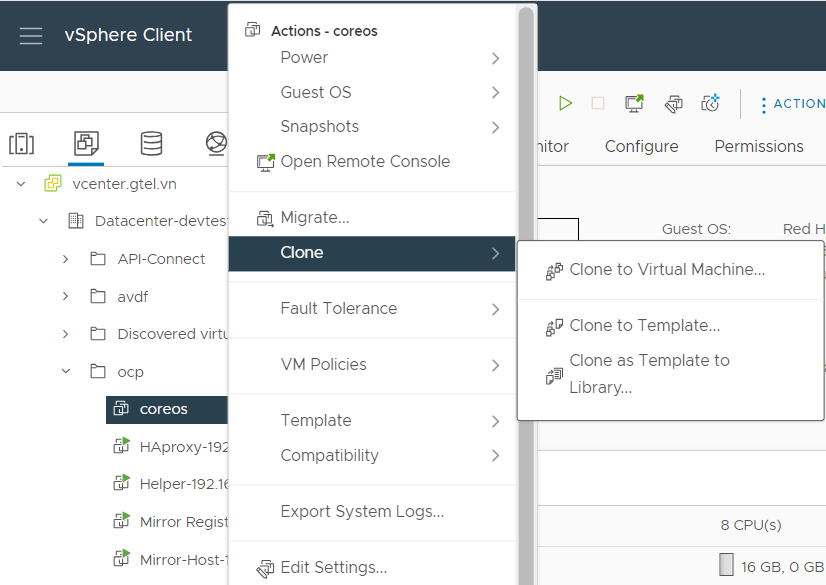 vSphere Client
ACTION
nitor
Configure
Permissions
vcenter.gtel.vn
Datacenter-devtest
API-Connect
avdf
Discovered virtu
ocp
coreos
HAproxy-192
Helper-192.16
Mirror Regist
Mirror-Host-1
Actions - coreos
Power
Guest OS
Snapshots
Open Remote Console
Migrate...
Clone
Fault Tolerance
VM Policies
Template
Compatibility
Export System Logs...
Edit Settings...
Guest OS:
Red H
Clone to Virtual Machine...
Clone to Template...
Clone as Template to
Library...
8 CPU(s)
16 GB, 0 GB